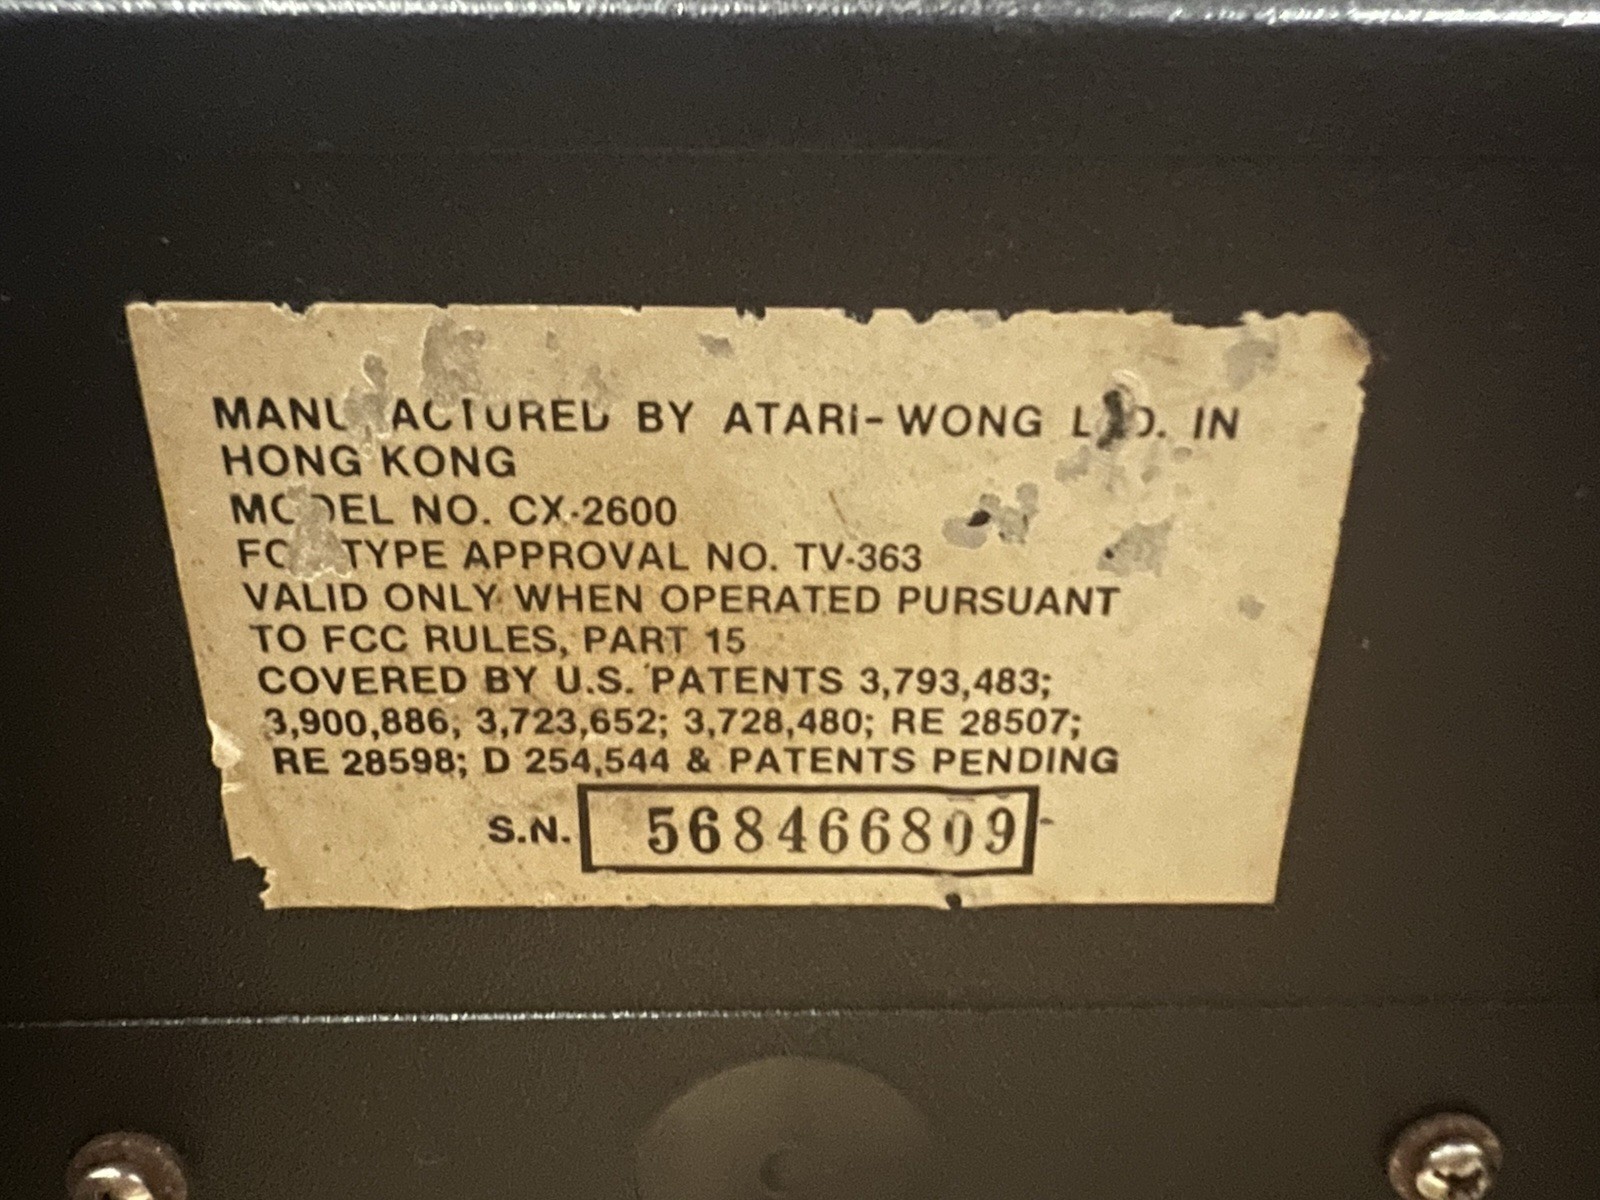 MANUFACTURED BY ATARI-WONG LTD. IN
HONG KONG
MODEL NO. CX-2600
FCC TYPE APPROVAL NO. TV-363
VALID ONLY WHEN OPERATED PURSUANT
TO FCC RULES, PART 15
COVERED BY U.S. PATENTS 3,793,483;
3,900,886; 3,723,652; 3,728,480; RE 28507;
RE 28598; D 254,544 & PATENTS PENDING
S.N. 568466809